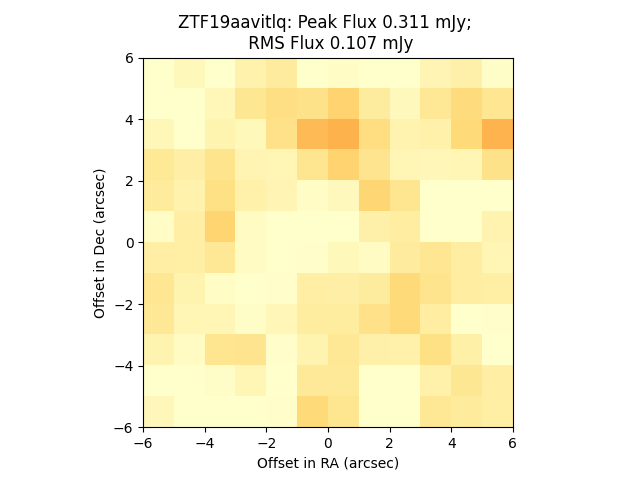 ZTF19aavitlq: Peak Flux 0.311 mJy;
RMS Flux 0.107 mJy
6
4
2
0
−2
−4
−6
Offset in Dec (arcsec)
−6 −4 −2 0 2 4 6
Offset in RA (arcsec)